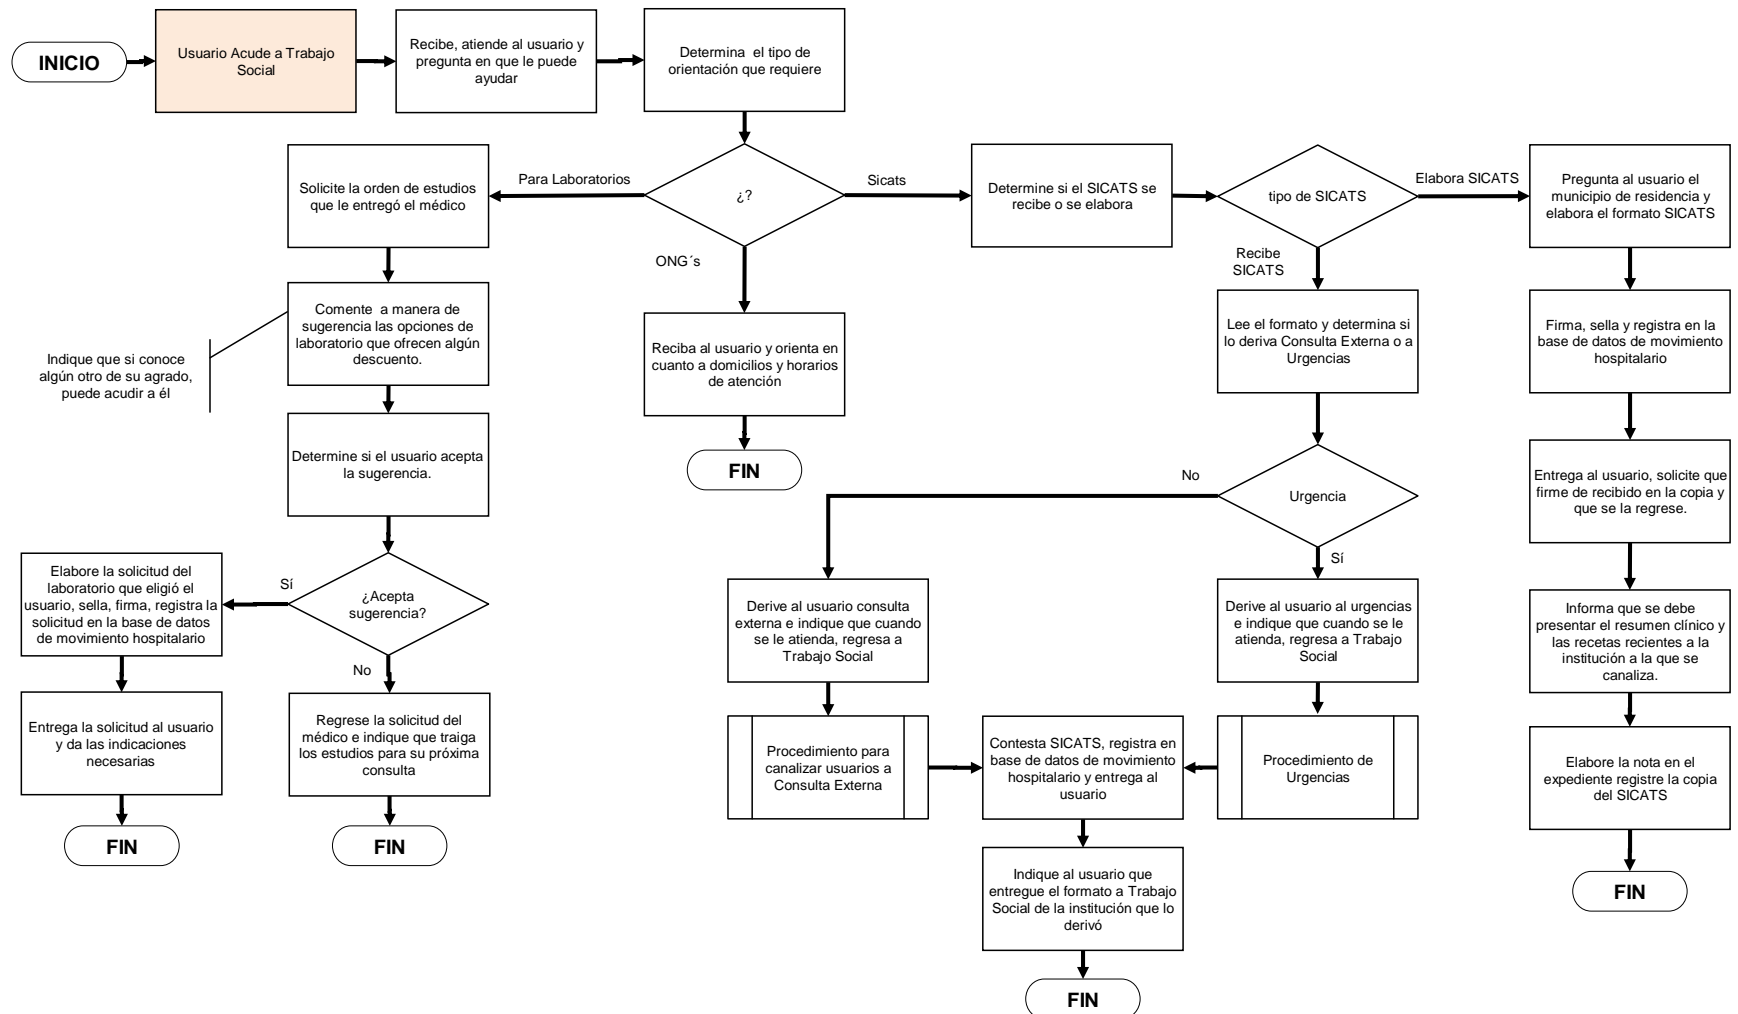 INICIO
Usuario Acude a Trabajo
Social
Recibe, atiende al usuario y
pregunta en que le puede
ayudar
Determina el tipo de
orientación que requiere
¿?
Para Laboratorios
Sicats
ONG´s
Solicite la orden de estudios
que le entregó el médico
Comente a manera de
sugerencia las opciones de
laboratorio que ofrecen algún
descuento.
Indique que si conoce
algún otro de su agrado,
puede acudir a él
Determine si el usuario acepta
la sugerencia.
¿Acepta
sugerencia?
Sí
No
Elabore la solicitud del
laboratorio que eligió el
usuario, sella, firma, registra la
solicitud en la base de datos
de movimiento hospitalario
Entrega la solicitud al usuario
y da las indicaciones
necesarias
FIN
Regrese la solicitud del
médico e indique que traiga
los estudios para su próxima
consulta
FIN
Reciba al usuario y orienta en
cuanto a domicilios y horarios
de atención
FIN
Determine si el SICATS se
recibe o se elabora
tipo de SICATS
Elabora SICATS
Recibe
SICATS
Lee el formato y determina si
lo deriva Consulta Externa o a
Urgencias
Urgencia
No
Sí
Derive al usuario consulta
externa e indique que cuando
se le atienda, regresa a
Trabajo Social
Derive al usuario al urgencias
e indique que cuando se le
atienda, regresa a Trabajo
Social
Procedimiento para
canalizar usuarios a
Consulta Externa
Contesta SICATS, registra en
base de datos de movimiento
hospitalario y entrega al
usuario
Procedimiento de
Urgencias
Indique al usuario que
entregue el formato a Trabajo
Social de la institución que lo
derivó
FIN
Pregunta al usuario el
municipio de residencia y
elabora el formato SICATS
Firma, sella y registra en la
base de datos de movimiento
hospitalario
Entrega al usuario, solicite que
firme de recibido en la copia y
que se la regrese.
Informa que se debe
presentar el resumen clínico y
las recetas recientes a la
institución a la que se
canaliza.
Elabore la nota en el
expediente registre la copia
del SICATS
FIN